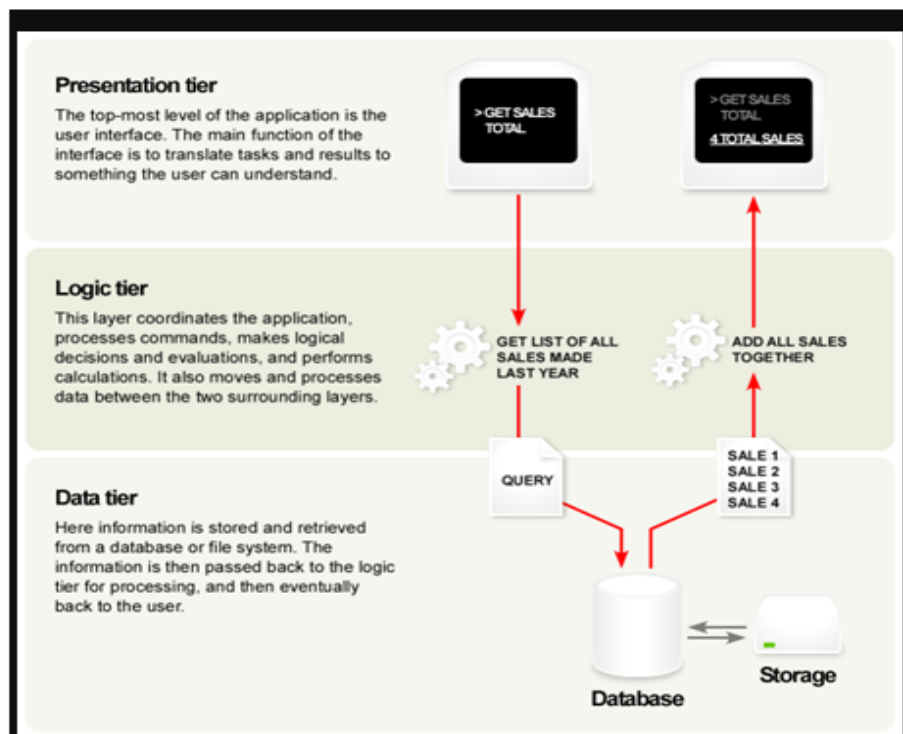 Presentation tier
The top-most level of the application is the
user interface. The main function of the
interface is to translate tasks and results to
something the user can understand.
> GET SALES
TOTAL
> GET SALES
TOTAL
4 TOTAL SALES
Logic tier
This layer coordinates the application,
processes commands, makes logical
decisions and evaluations, and performs
calculations. It also moves and processes
data between the two surrounding layers.
GET LIST OF ALL
SALES MADE
LAST YEAR
ADD ALL SALES
TOGETHER
Data tier
Here information is stored and retrieved
from a database or file system. The
information is then passed back to the logic
tier for processing, and then eventually
back to the user.
QUERY
SALE 1
SALE 2
SALE 3
SALE 4
Database
Storage